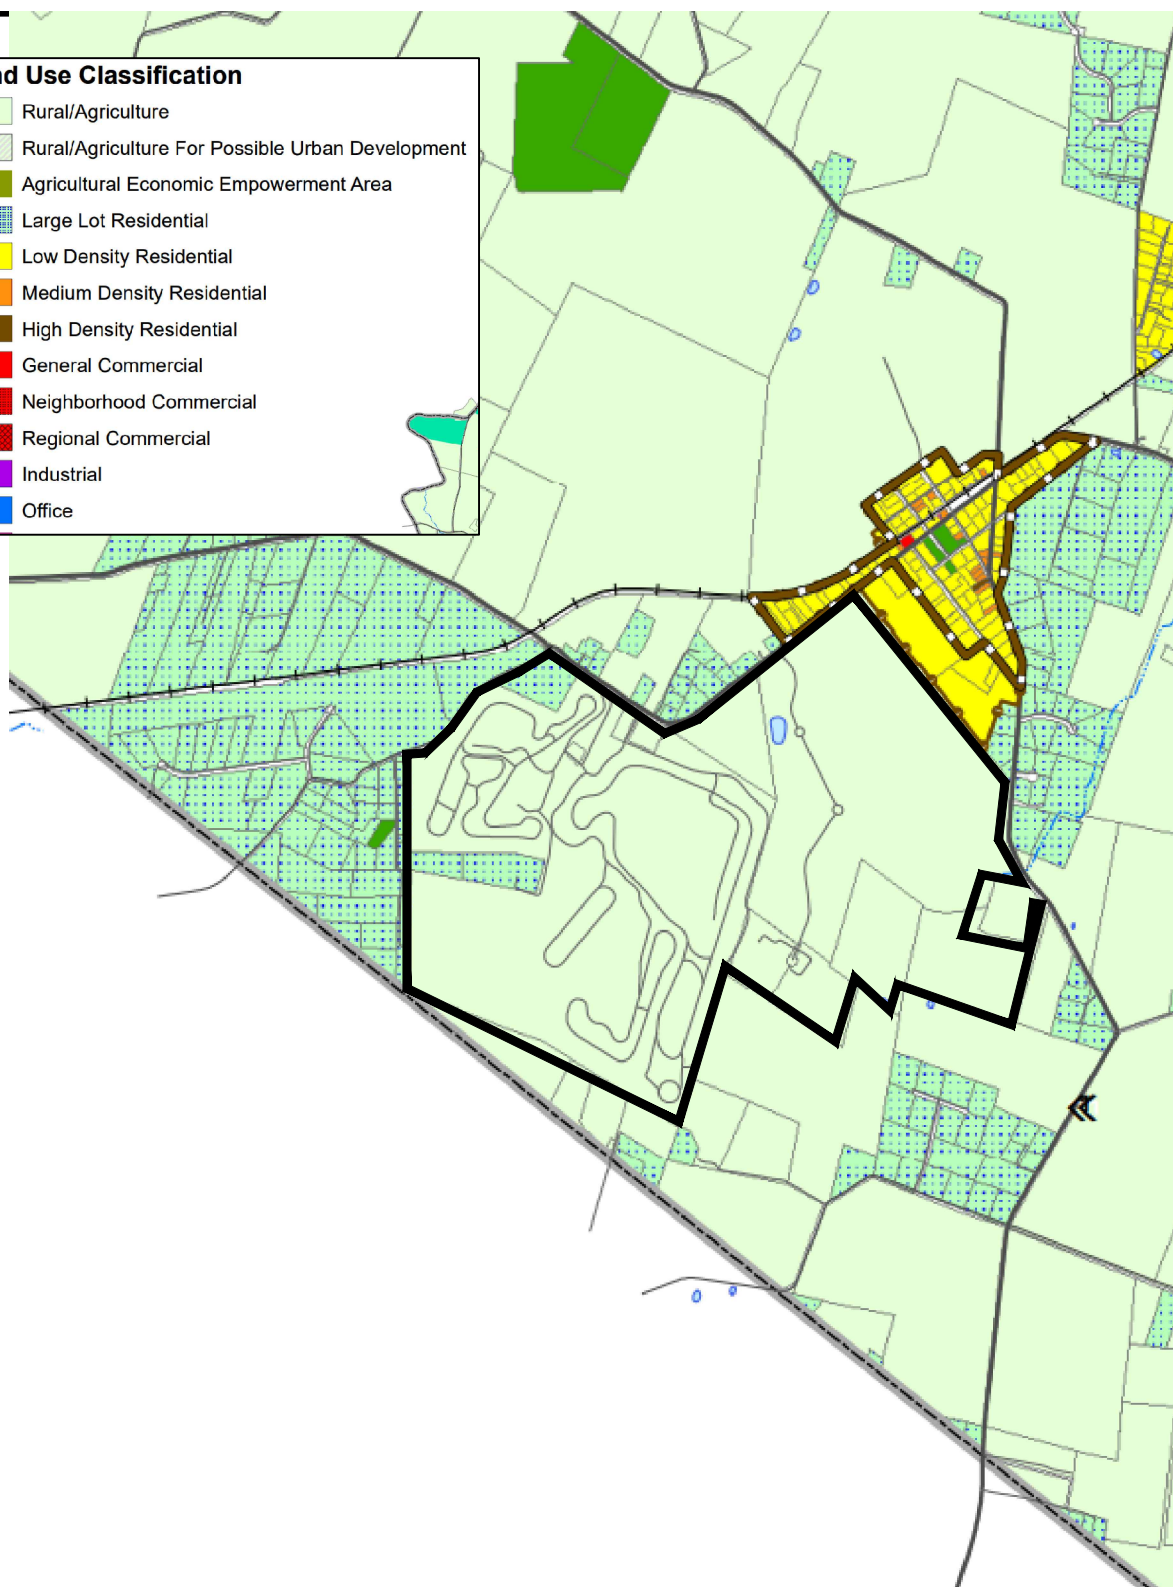 nd Use Classification
Rural/Agriculture
Rural/Agriculture For Possible Urban Development
Agricultural Economic Empowerment Area
Large Lot Residential
Low Density Residential
Medium Density Residential
High Density Residential
General Commercial
Neighborhood Commercial
Regional Commercial
Industrial
Office